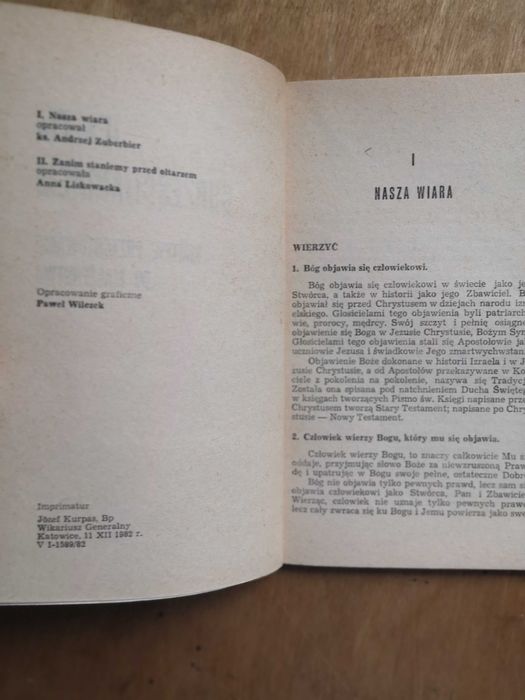 I. Nasza wiara
opracował
ks. Andrzej Zuberbier
II. Zanim staniemy przed ołtarzem
opracowała
Anna Liskowacka
Opracowanie graficzne
Paweł Wilczek
Imprimatur
Józef Kurpas, Bp
Wikariusz Generalny
Katowice, 11 XII 1982 r.
V I-1589/82
I
NASZA WIARA
WIERZYĆ
1. Bóg objawia się człowiekowi.
Bóg objawia się człowiekowi w świecie jako je
Stwórca, a także w historii jako jego Zbawiciel. B
objawiał się przed Chrystusem w dziejach narodu izr
elskiego. Głosicielami tego objawienia byli patriarch
wie, prorocy, mędrcy. Swój szczyt i pełnię osiągnę
objawienie się Boga w Jezusie Chrystusie, Bożym Syn
Głosicielami tego objawienia stali się Apostołowie jak
uczniowie Jezusa i świadkowie Jego zmartwychwstan
Objawienie Boże dokonane w historii Izraela i w J
zusie Chrystusie, a od Apostołów przekazywane w Ko
ciele z pokolenia na pokolenie, nazywa się Tradycj
Została ona spisana pod natchnieniem Ducha Święteg
w księgach tworzących Pismo św. Księgi napisane prze
Chrystusem tworzą Stary Testament; napisane po Chry
stusie — Nowy Testament.
2. Człowiek wierzy Bogu, który mu się objawia.
Człowiek wierzy Bogu, to znaczy całkowicie Mu s
oddaje, przyjmując słowo Boże za niewzruszoną Praw
dę i upatrując w Bogu swoje pełne, ostateczne Dobr
Bóg nie objawia tylko pewnych prawd, lecz sam s
objawia człowiekowi jako Stwórca, Pan i Zbawicie
Wierząc, człowiek nie uznaje tylko pewnych prawd
lecz cały zwraca się ku Bogu i Jemu powierza jako swe